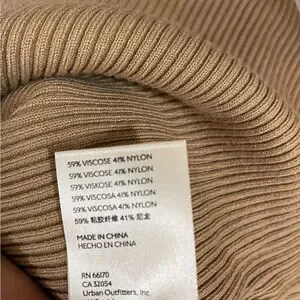 59% VISCOSE 41% NYLON
59% VISCOSE 41% NYLON
59% VISKOSE 41% NYLON
59% VISCOSA 41% NYLON
59% VISCOSA 41% NYLON
59% 粘胶纤维 41% 尼龙
MADE IN CHINA
HECHO EN CHINA
RN 66170
CA 32054
Urban Outfitters, Inc.